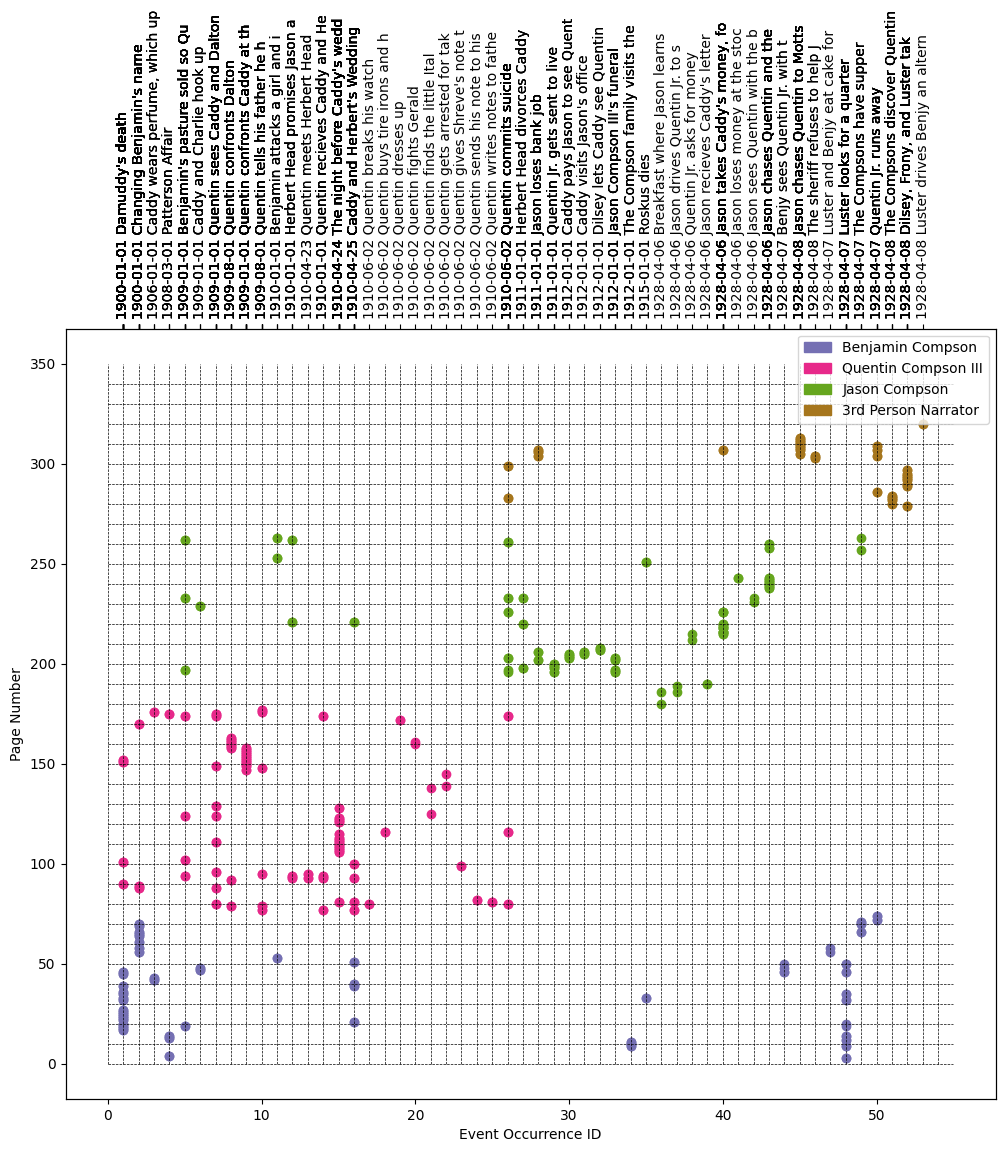 1900-01-01 Damuddy's death
1900-01-01 Changing Benjamin's name
1906-01-01 Caddy wears perfume, which up
1908-03-01 Patterson Affair
1909-01-01 Benjamin's pasture sold so Qu
1909-01-01 Caddy and Charlie hook up
1909-01-01 Quentin sees Caddy and Dalton
1909-08-01 Quentin confronts Dalton
1909-01-01 Quentin confronts Caddy at th
1909-08-01 Quentin tells his father he h
1910-01-01 Benjamin attacks a girl and i
1910-01-01 Herbert Head promises Jason a
1910-04-23 Quentin meets Herbert Head
1910-01-01 Quentin recieves Caddy and He
1910-04-24 The night before Caddy's wedd
1910-04-25 Caddy and Herbert's Wedding
1910-06-02 Quentin breaks his watch
1910-06-02 Quentin buys tire irons and h
1910-06-02 Quentin dresses up
1910-06-02 Quentin fights Gerald
1910-06-02 Quentin finds the little Ital
1910-06-02 Quentin gets arrested for tak
1910-06-02 Quentin gives Shreve's note t
1910-06-02 Quentin sends his note to his
1910-06-02 Quentin writes notes to fathe
1910-06-02 Quentin commits suicide
1911-01-01 Herbert Head divorces Caddy
1911-01-01 Jason loses bank job
1911-01-01 Quentin Jr. gets sent to live
1912-01-01 Caddy pays Jason to see Quent
1912-01-01 Caddy visits Jason's office
1912-01-01 Dilsey lets Caddy see Quentin
1912-01-01 Jason Compson III's funeral
1912-01-01 The Compson family visits the
1915-01-01 Roskus dies
1928-04-06 Breakfast where Jason learns
1928-04-06 Jason drives Quentin Jr. to s
1928-04-06 Quentin Jr. asks for money
1928-04-06 Jason recieves Caddy's letter
1928-04-06 Jason takes Caddy's money, fo
1928-04-06 Jason loses money at the stoc
1928-04-06 Jason sees Quentin with the b
1928-04-06 Jason chases Quentin and the
1928-04-07 Benjy sees Quentin Jr. with t
1928-04-08 Jason chases Quentin to Motts
1928-04-08 The sheriff refuses to help J
1928-04-07 Luster and Benjy eat cake for
1928-04-07 Luster looks for a quarter
1928-04-07 The Compsons have supper
1928-04-07 Quentin Jr. runs away
1928-04-08 The Compsons discover Quentin
1928-04-08 Dilsey, Frony, and Luster tak
1928-04-08 Luster drives Benjy an altern
Benjamin Compson
Quentin Compson III
Jason Compson
3rd Person Narrator
350
300
250
200
150
100
50
0
Page Number
0 10 20 30 40 50
Event Occurrence ID